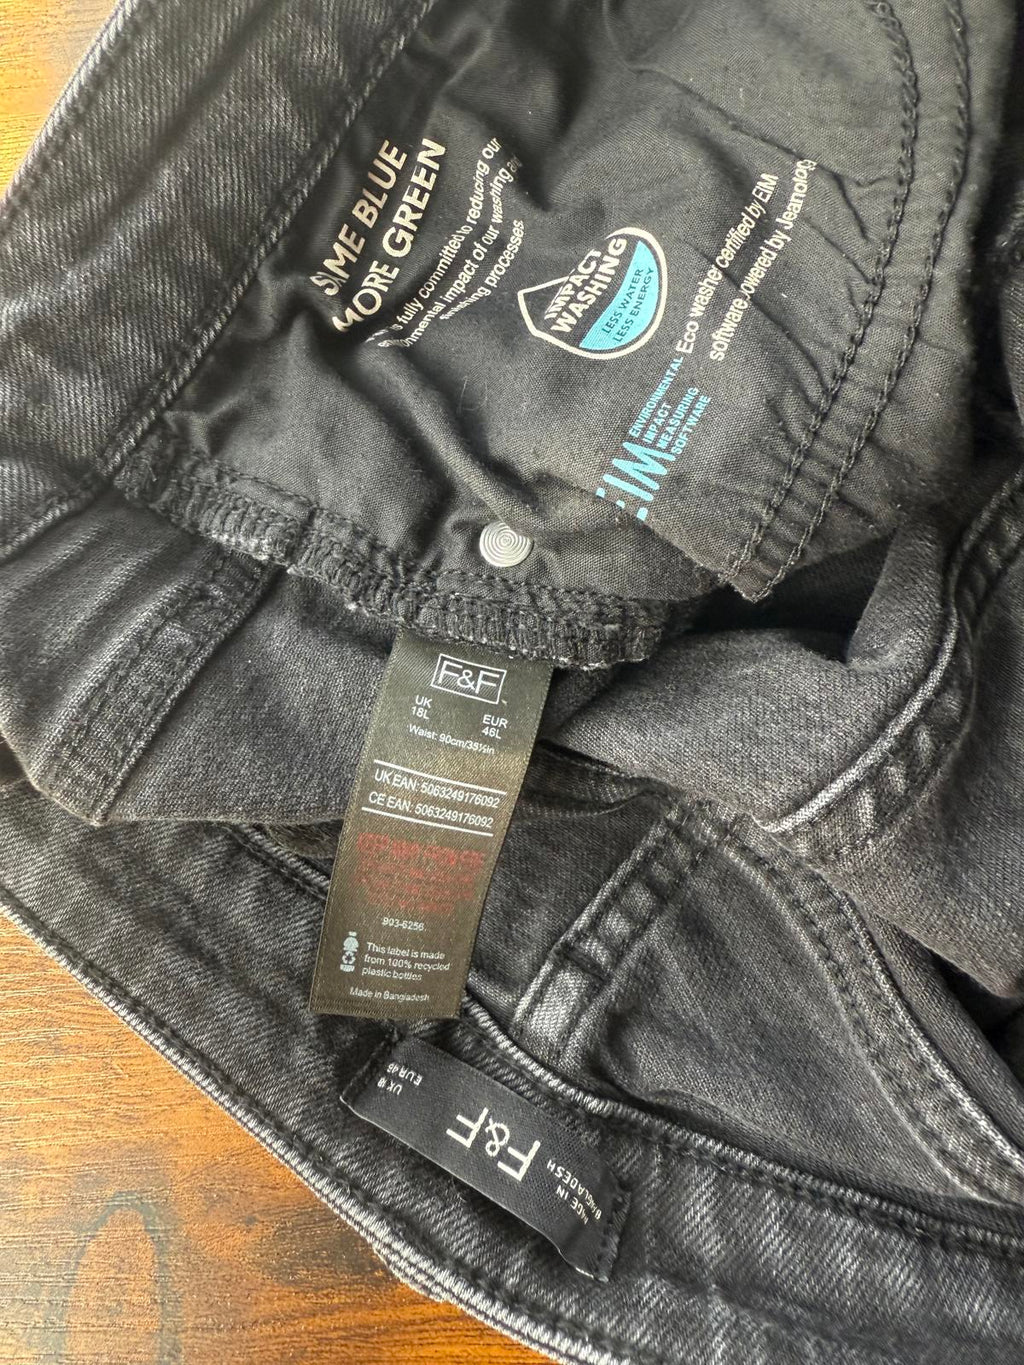 SAME BLUE
MORE GREEN
fully committed to reducing our
impact of our washing and
processes.
IMPACT
WASHING
LESS WATER
LESS ENERGY
EIM
ENVIRONMENTAL
IMPACT
MEASURING
SOFTWARE
Eco washed certified by EIM
software powered by Jeanologia
F&F
UK
18L
EUR
46L
Waist: 90cm/35½in
UK EAN: 5063249176092
CE EAN: 5063249176092
903-6256
This label is made
from 100% recycled
plastic bottles
Made in Bangladesh
UK 18
EUR 46
F&F
MADE IN
BANGLADESH